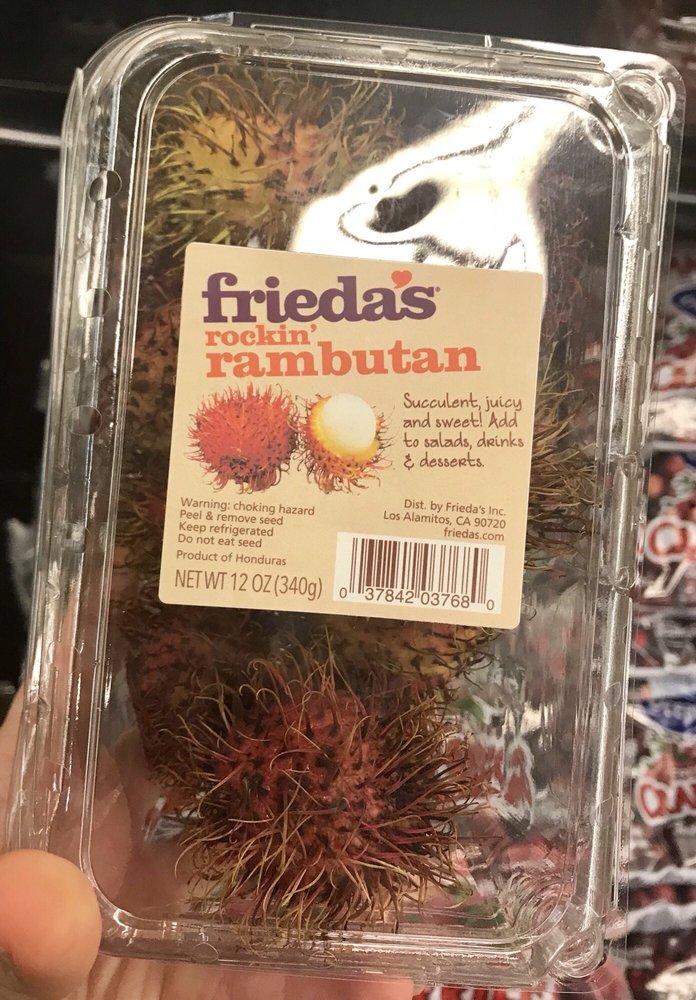 frieda's®
rockin'
rambutan
Succulent, juicy
and sweet! Add
to salads, drinks
& desserts.
Warning: choking hazard
Peel & remove seed
Keep refrigerated
Do not eat seed
Product of Honduras
NET WT 12 OZ (340g)
Dist. by Frieda's Inc.
Los Alamitos, CA 90720
friedas.com
0 37842 03768 0